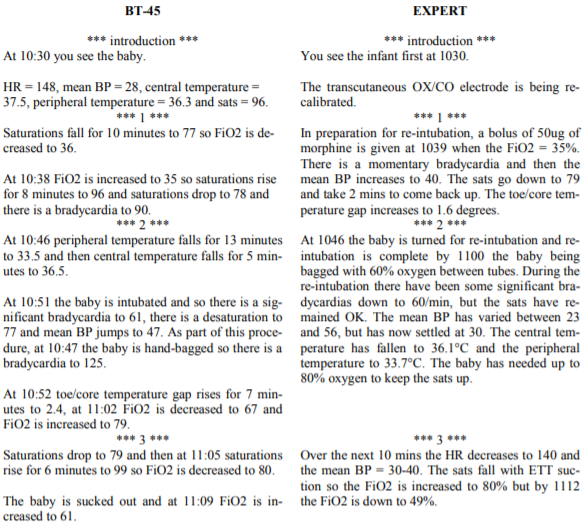 BT-45
*** introduction ***
At 10:30 you see the baby.
HR = 148, mean BP = 28, central temperature =
37.5, peripheral temperature = 36.3 and sats = 96.
*** 1 ***
Saturations fall for 10 minutes to 77 so FiO2 is de-
creased to 36.
At 10:38 FiO2 is increased to 35 so saturations rise
for 8 minutes to 96 and saturations drop to 78 and
there is a bradycardia to 90.
*** 2 ***
At 10:46 peripheral temperature falls for 13 minutes
to 33.5 and then central temperature falls for 5 min-
utes to 36.5.
At 10:51 the baby is intubated and so there is a sig-
nificant bradycardia to 61, there is a desaturation to
77 and mean BP jumps to 47. As part of this proce-
dure, at 10:47 the baby is hand-bagged so there is a
bradycardia to 125.
At 10:52 toe/core temperature gap rises for 7 min-
utes to 2.4, at 11:02 FiO2 is decreased to 67 and
FiO2 is increased to 79.
*** 3 ***
Saturations drop to 79 and then at 11:05 saturations
rise for 6 minutes to 99 so FiO2 is decreased to 80.
The baby is sucked out and at 11:09 FiO2 is in-
creased to 61.
EXPERT
*** introduction ***
You see the infant first at 1030.
The transcutaneous OX/CO electrode is being re-
calibrated.
*** 1 ***
In preparation for re-intubation, a bolus of 50ug of
morphine is given at 1039 when the FiO2 = 35%.
There is a momentary bradycardia and then the
mean BP increases to 40. The sats go down to 79
and take 2 mins to come back up. The toe/core tem-
perature gap increases to 1.6 degrees.
*** 2 ***
At 1046 the baby is turned for re-intubation and re-
intubation is complete by 1100 the baby being
bagged with 60% oxygen between tubes. During the
re-intubation there have been some significant bra-
dycardias down to 60/min, but the sats have re-
mained OK. The mean BP has varied between 23
and 56, but has now settled at 30. The central tem-
perature has fallen to 36.1°C and the peripheral
temperature to 33.7°C. The baby has needed up to
80% oxygen to keep the sats up.
*** 3 ***
Over the next 10 mins the HR decreases to 140 and
the mean BP = 30-40. The sats fall with ETT suc-
tion so the FiO2 is increased to 80% but by 1112
the FiO2 is down to 49%.